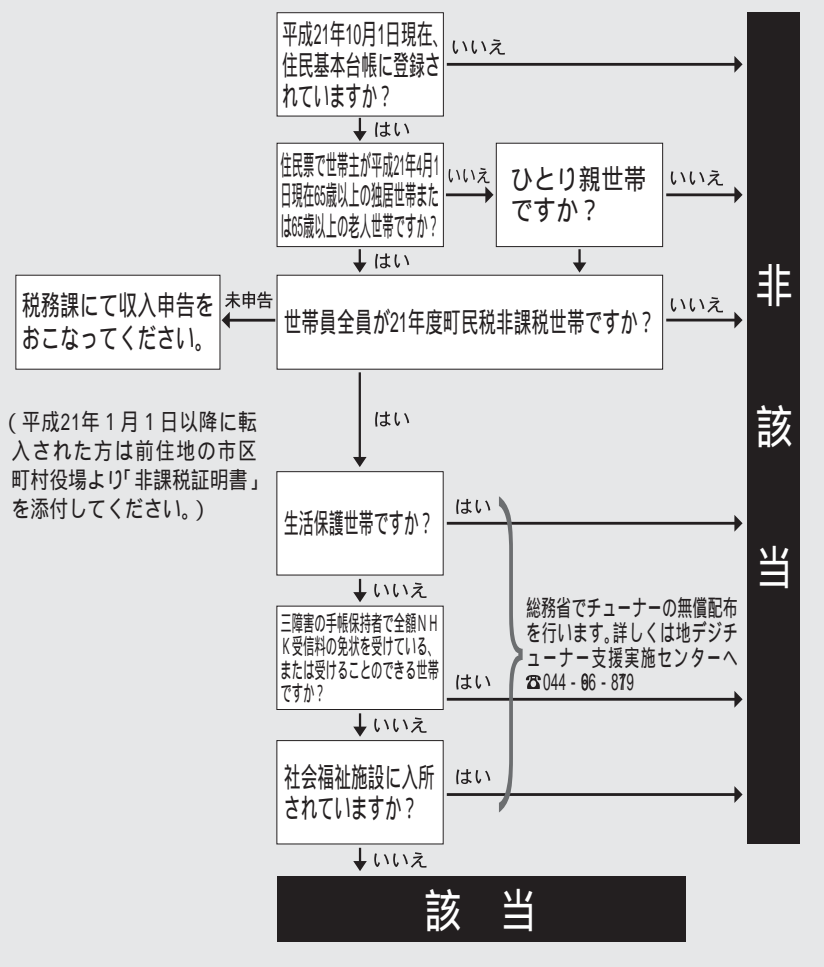 平成21年10月1日現在、
住民基本台帳に登録さ
れていますか？
いいえ
はい
住民票で世帯主が平成21年4月1
日現在65歳以上の独居世帯また
は65歳以上の老人世帯ですか？
いいえ
ひとり親世帯
ですか？
いいえ
はい
税務課にて収入申告を
おこなってください。
未申告
世帯員全員が21年度町民税非課税世帯ですか？
いいえ
はい
（平成21年１月１日以降に転
入された方は前住地の市区
町村役場より「非課税証明書」
を添付してください。）
生活保護世帯ですか？
はい
いいえ
三障害の手帳保持者で全額ＮＨ
Ｋ受信料の免状を受けている、
または受けることのできる世帯
ですか？
はい
いいえ
総務省でチューナーの無償配布
を行います。詳しくは地デジチ
ューナー支援実施センターへ
☎044
社会福祉施設に入所
されていますか？
はい
いいえ
非該当
該当